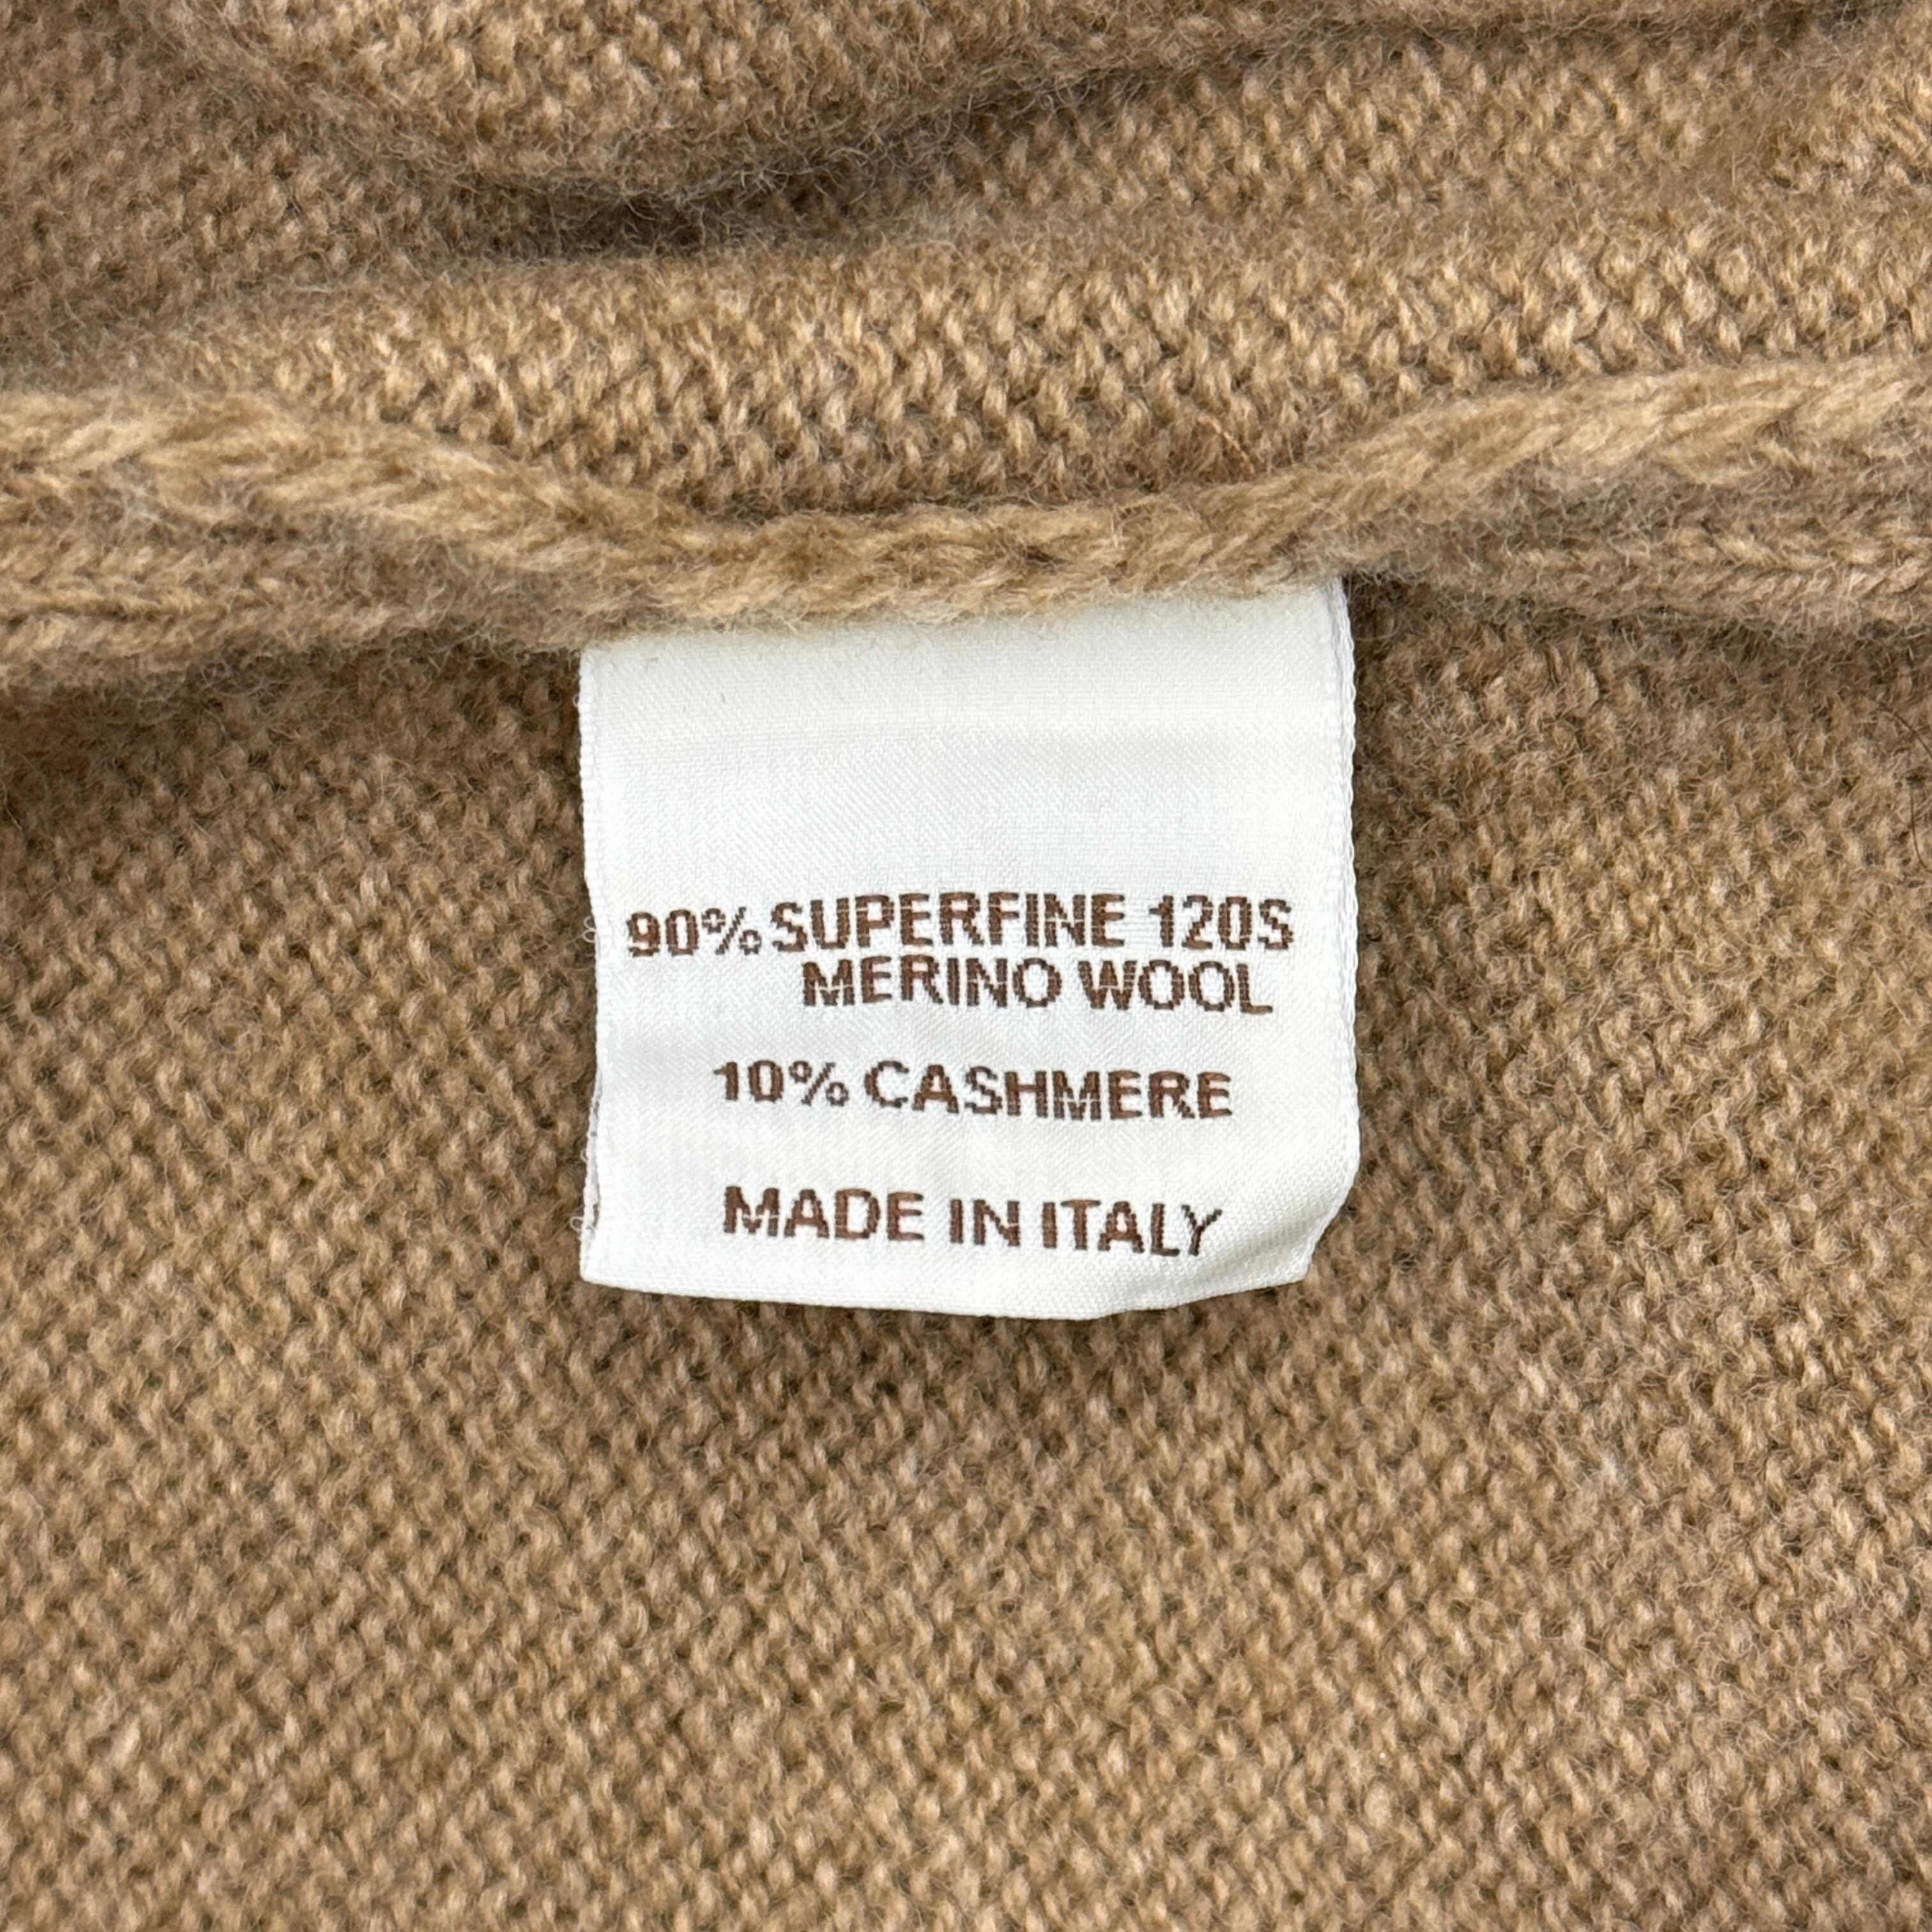 90% SUPERFINE 120S
MERINO WOOL
10% CASHMERE
MADE IN ITALY